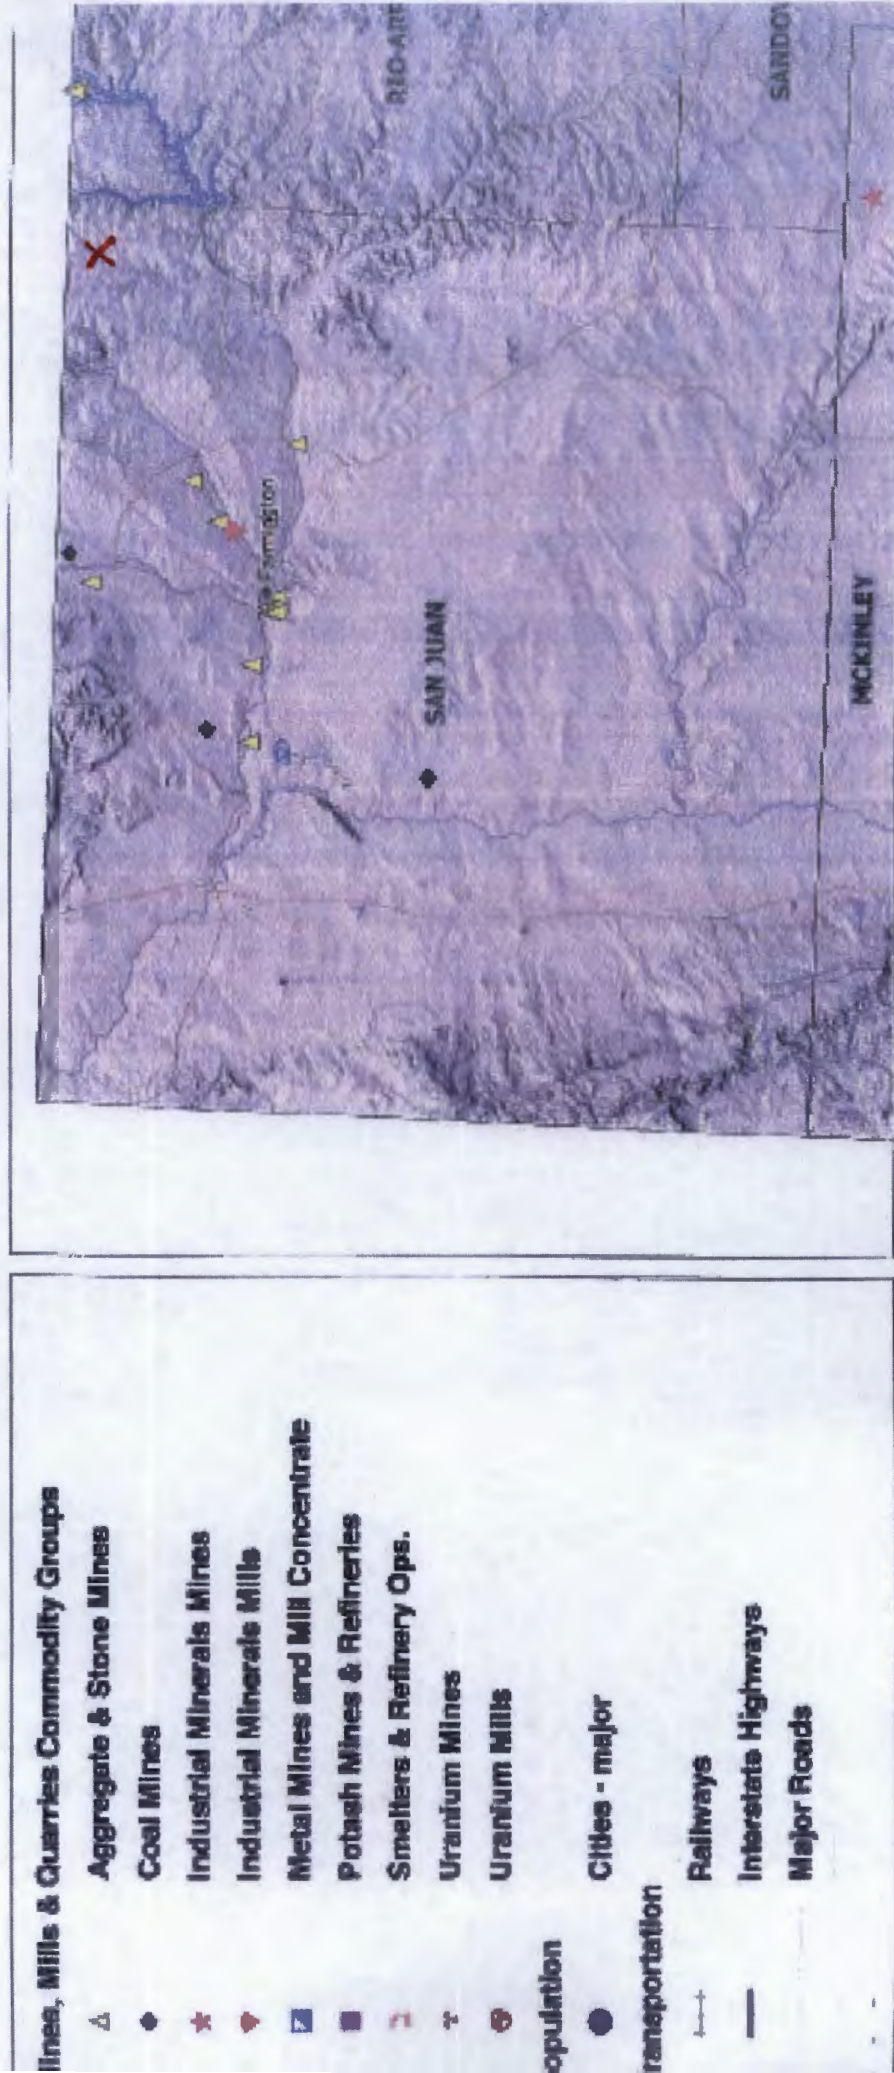 lines, Mills & Quarries Commodity Groups
Aggregate & Stone Mines
Coal Mines
Industrial Minerals Mines
Industrial Minerals Mills
Metal Mines and Mill Concentrate
Potash Mines & Refineries
Smelters & Refinery Ops.
Uranium Mines
Uranium Mills
opulation
Cities - major
ransportation
Railways
Interstate Highways
Major Roads
RIO ARR
SANDOV
Farmington
SAN JUAN
MCKINLEY